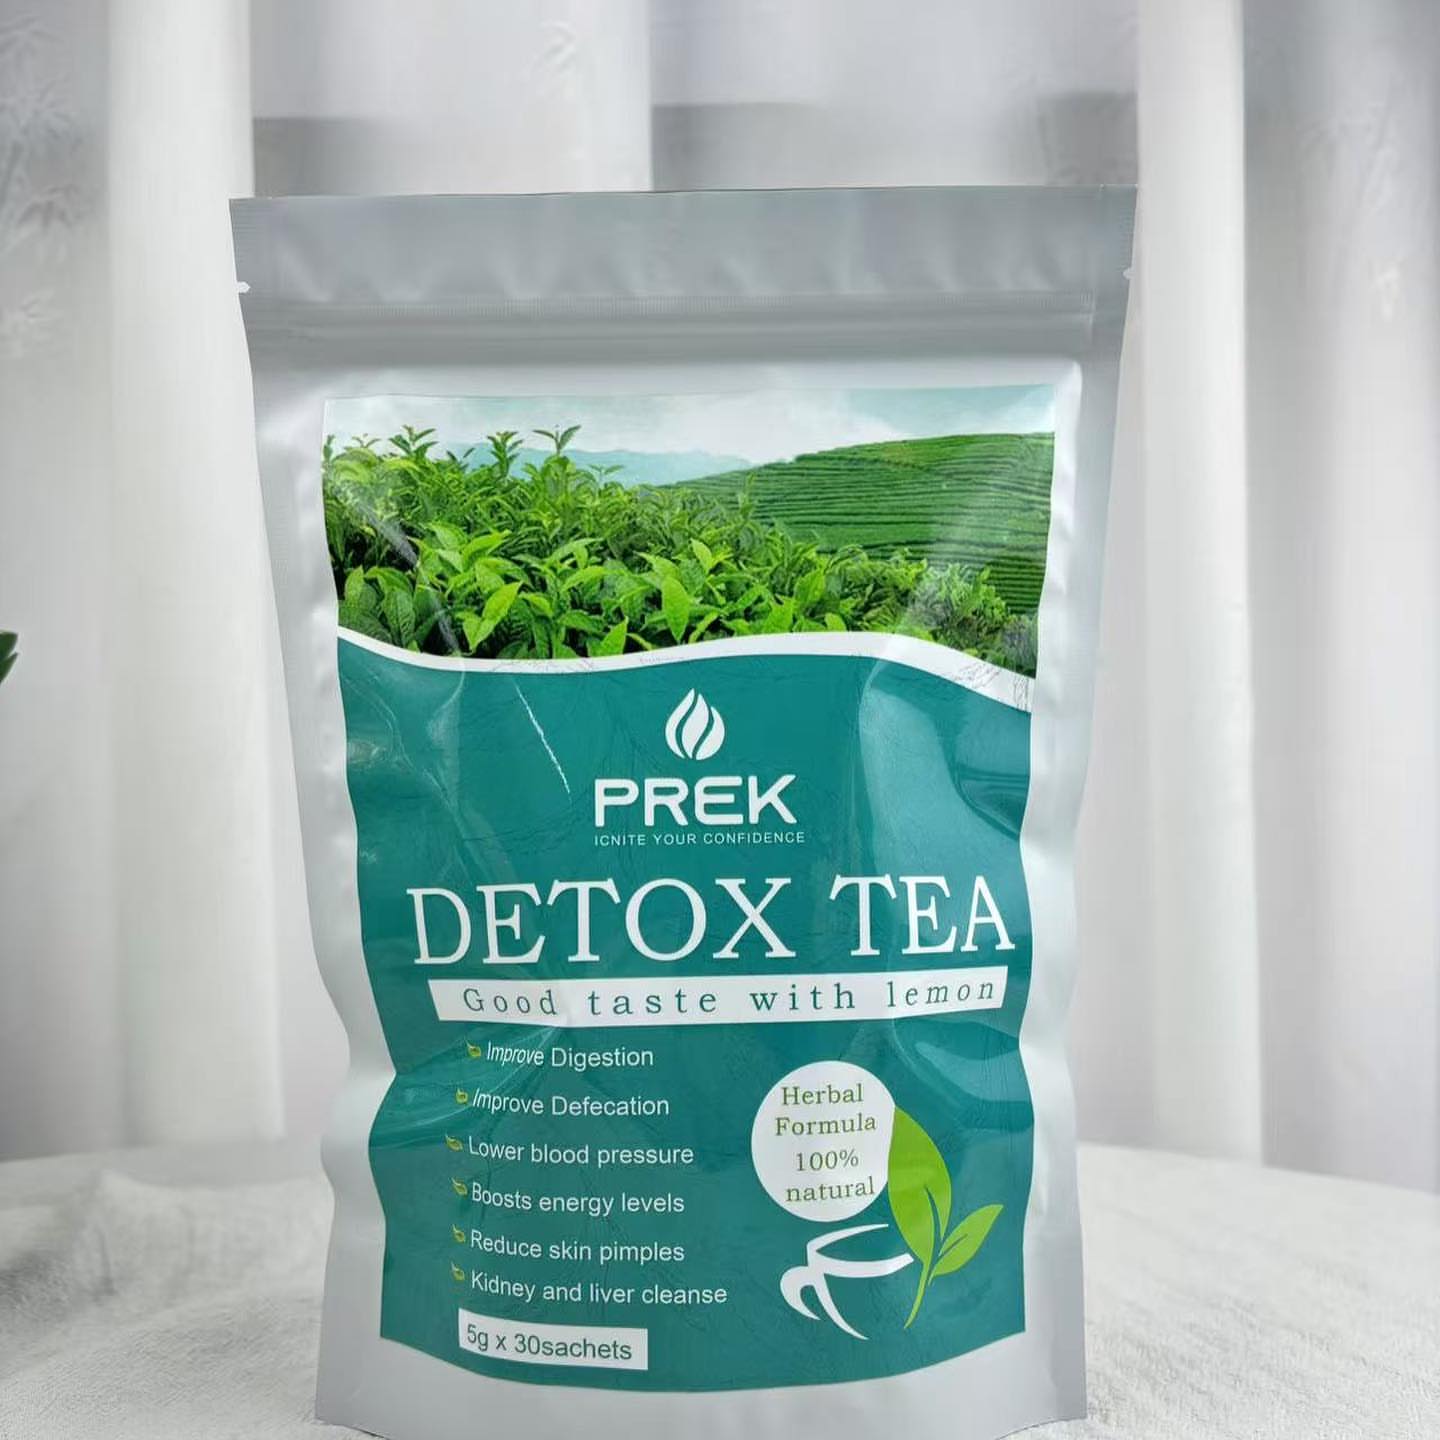 PREK
IGNITE YOUR CONFIDENCE
DETOX TEA
Good taste with lemon
Improve Digestion
Improve Defecation
Lower blood pressure
Boosts energy levels
Reduce skin pimples
Kidney and liver cleanse
5g x 30sachets
Herbal
Formula
100%
natural